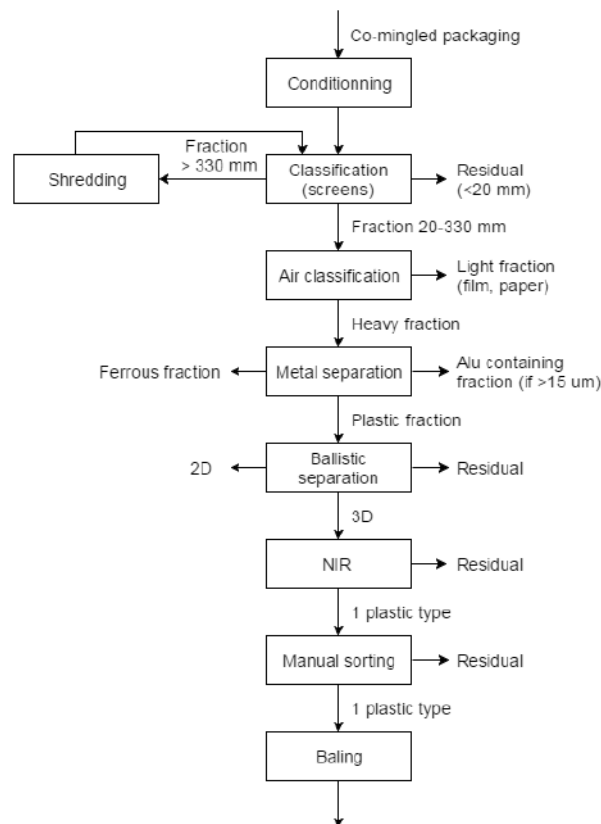 Co-mingled packaging
Conditionning
Fraction
> 330 mm
Shredding
Classification
(screens)
Residual
(<20 mm)
Fraction 20-330 mm
Air classification
Light fraction
(film, paper)
Heavy fraction
Ferrous fraction
Metal separation
Alu containing
fraction (if >15 um)
Plastic fraction
2D
Ballistic
separation
Residual
3D
NIR
Residual
1 plastic type
Manual sorting
Residual
1 plastic type
Baling